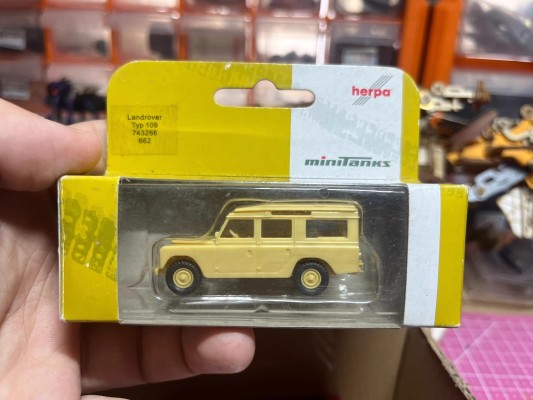 Landrover
Typ 109
743266
662
herpa
miniTanks